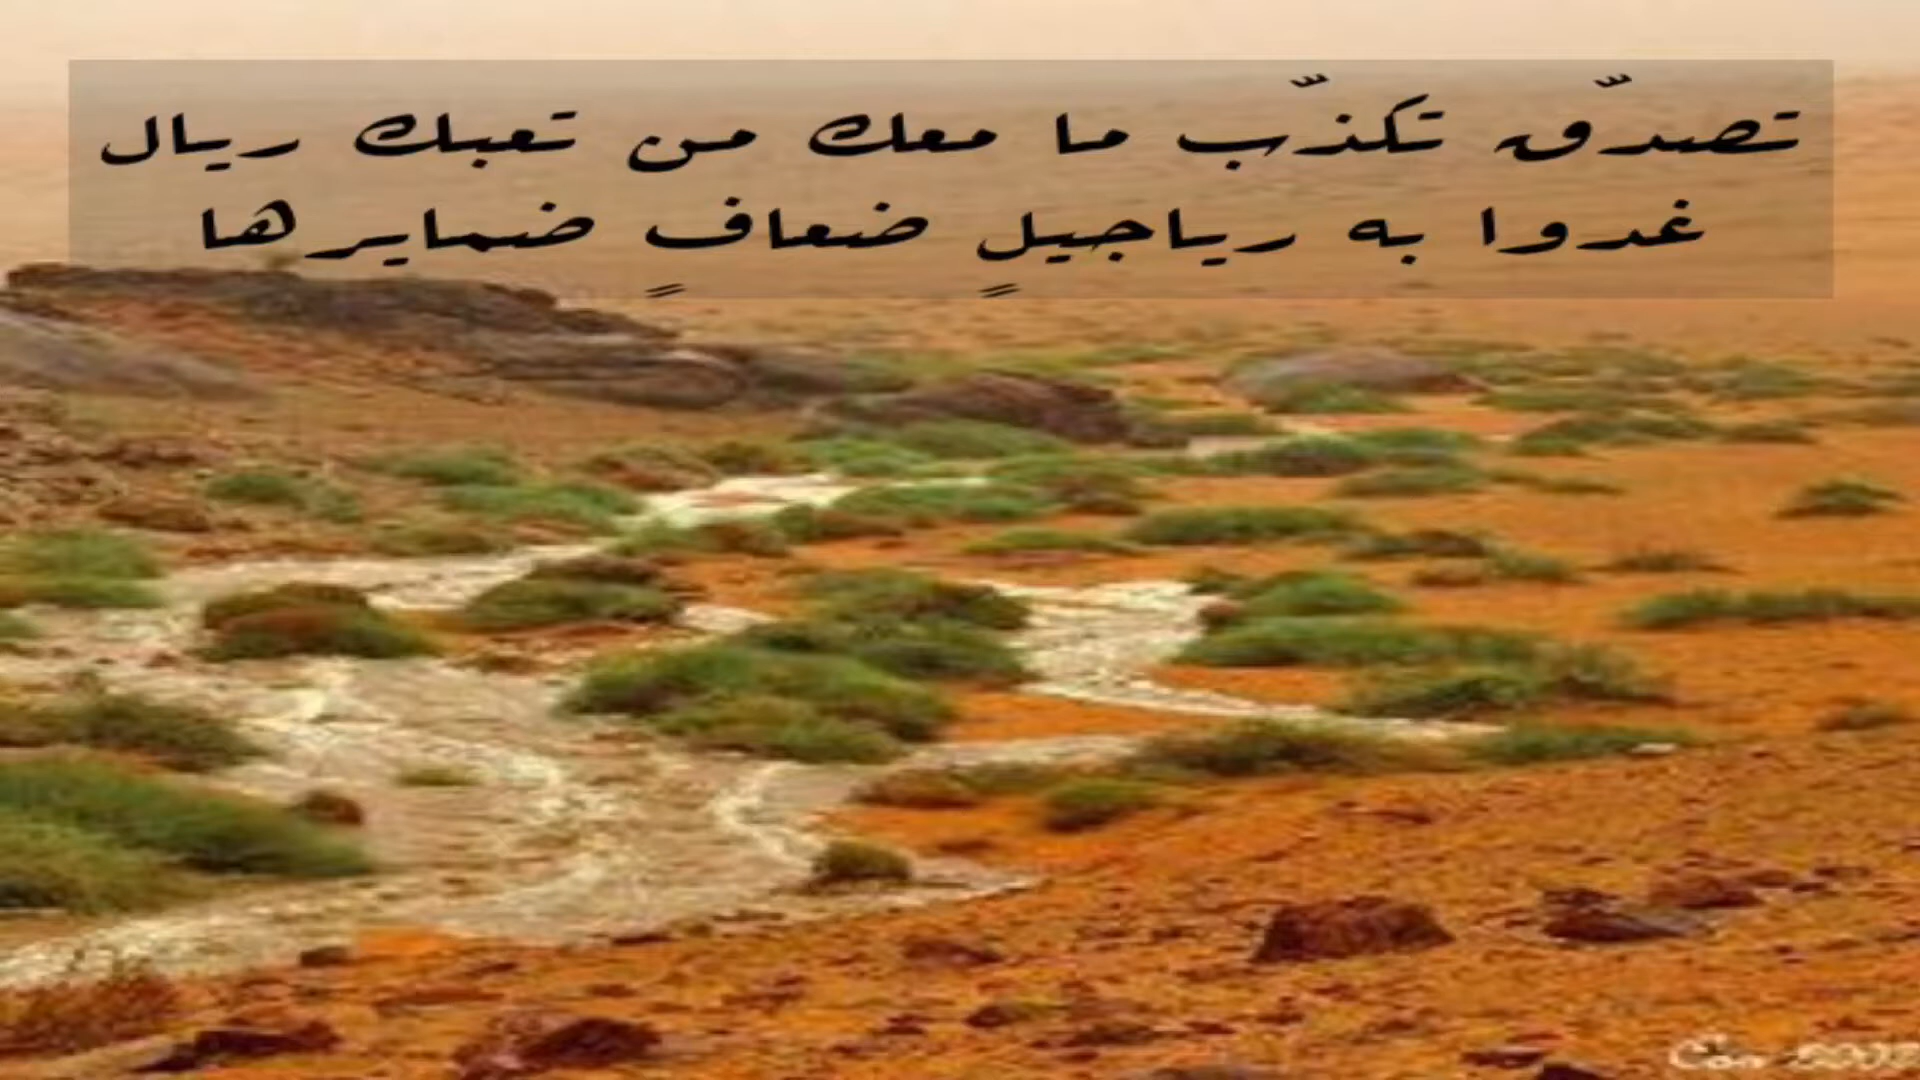 تصدّق تكذّب ما معك من تعبك ريال
غدوا به رياجيلٍ ضعافٍ ضمايرها